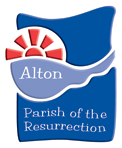 Alton
Parish of the
Resurrection